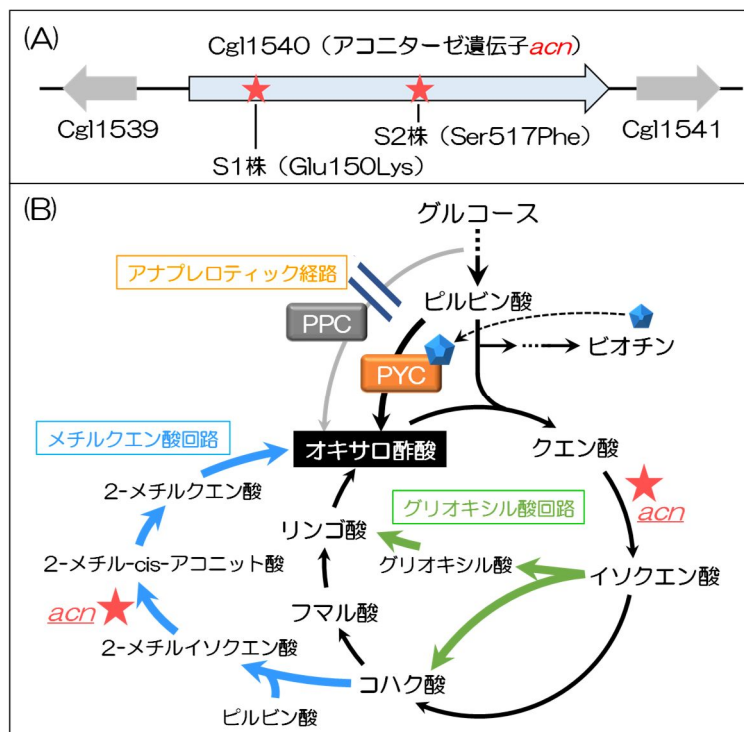 (A)
Cgl1540（アコニターゼ遺伝子acn）
Cgl1539
S1株（Glu150Lys）
S2株（Ser517Phe）
Cgl1541
(B)
グルコース
アナプレロティック経路
ピルビン酸
PPC
PYC
ビオチン
メチルクエン酸回路
オキサロ酢酸
クエン酸
2-メチルクエン酸
acn
リンゴ酸
グリオキシル酸回路
2-メチル-cis-アコニット酸
グリオキシル酸
イソクエン酸
acn
フマル酸
2-メチルイソクエン酸
コハク酸
ピルビン酸